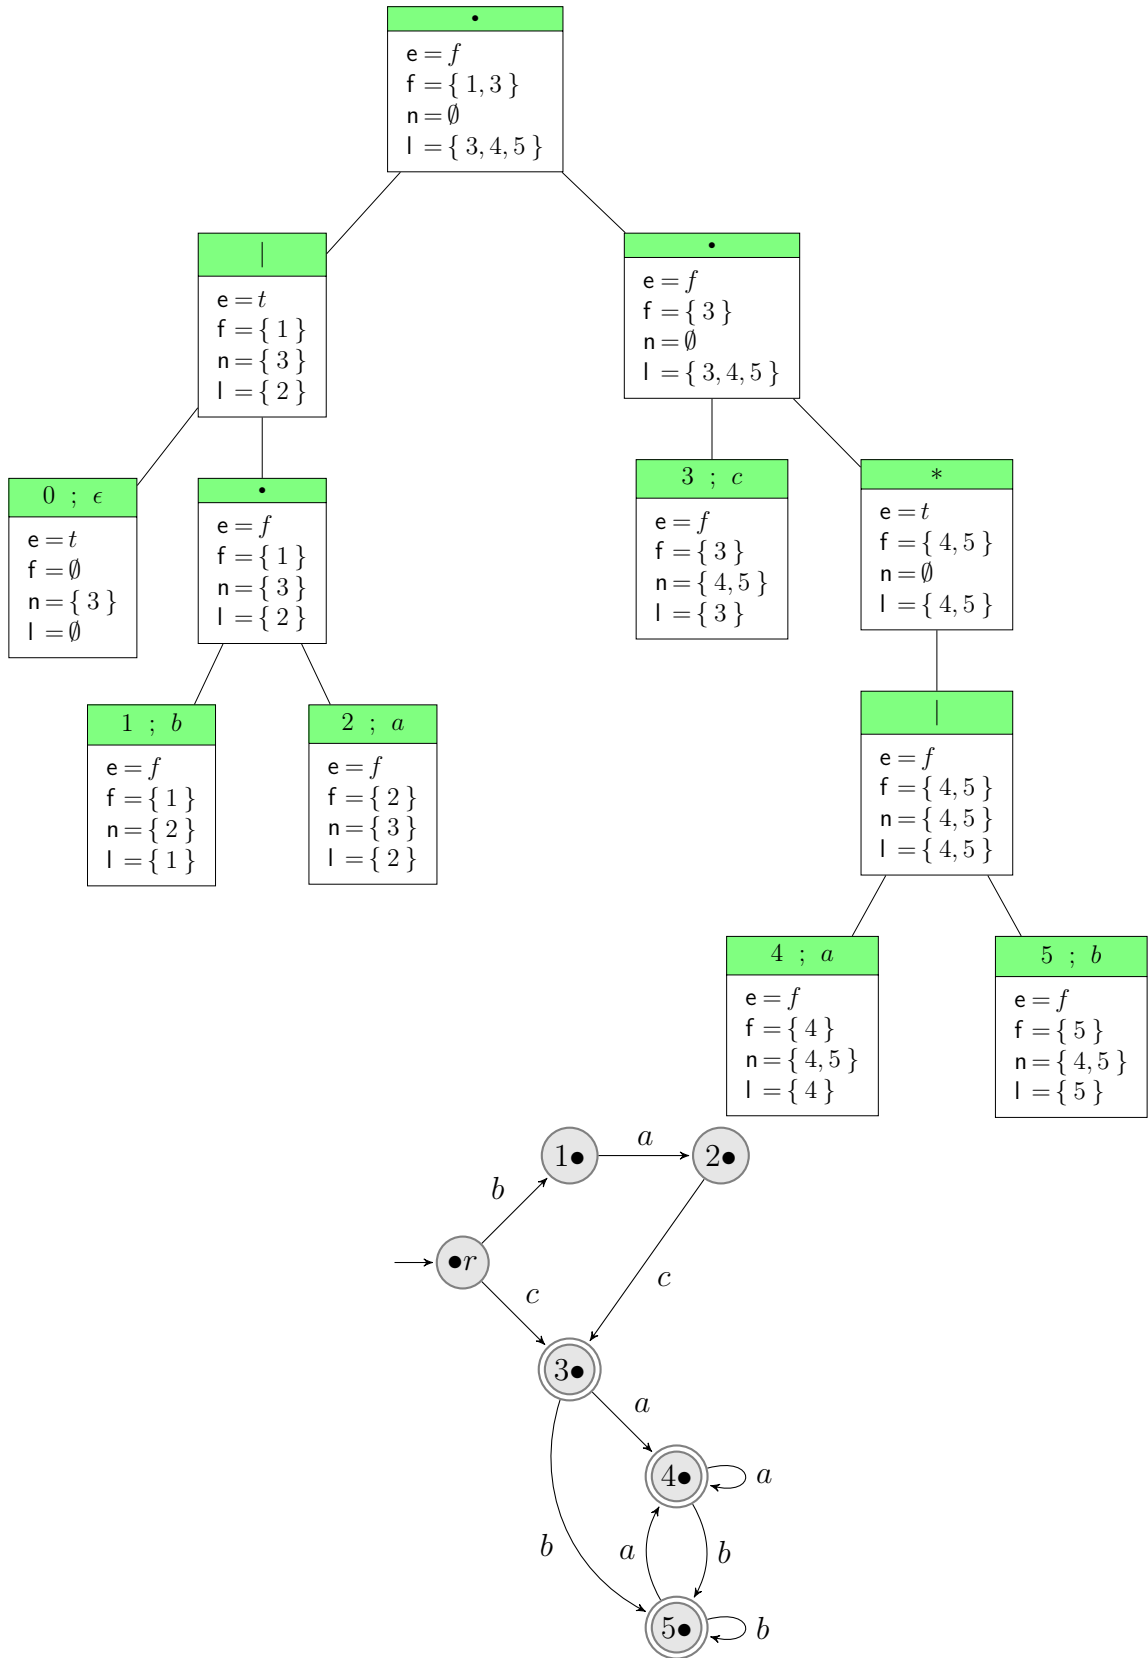 •
e = f
f = { 1, 3 }
n = ∅
l = { 3, 4, 5 }
|
e = t
f = { 1 }
n = { 3 }
l = { 2 }
•
e = f
f = { 3 }
n = ∅
l = { 3, 4, 5 }
0 ; ϵ
e = t
f = ∅
n = { 3 }
l = ∅
•
e = f
f = { 1 }
n = { 3 }
l = { 2 }
3 ; c
e = f
f = { 3 }
n = { 4, 5 }
l = { 3 }
*
e = t
f = { 4, 5 }
n = ∅
l = { 4, 5 }
1 ; b
e = f
f = { 1 }
n = { 2 }
l = { 1 }
2 ; a
e = f
f = { 2 }
n = { 3 }
l = { 2 }
|
e = f
f = { 4, 5 }
n = { 4, 5 }
l = { 4, 5 }
4 ; a
e = f
f = { 4 }
n = { 4, 5 }
l = { 4 }
5 ; b
e = f
f = { 5 }
n = { 4, 5 }
l = { 5 }
1•
a
2•
b
•r
c
c
3•
a
4•
a
b
a
b
5•
b